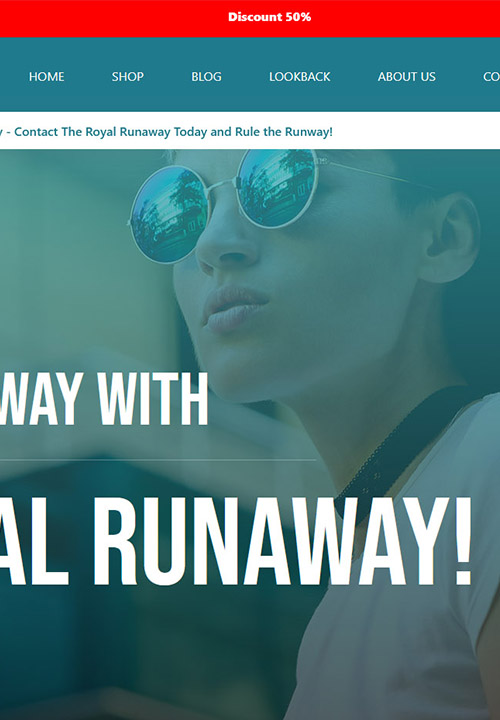 Discount 50%
HOME SHOP BLOG LOOKBACK ABOUT US CO
y - Contact The Royal Runaway Today and Rule the Runway!
WAY WITH
AL RUNAWAY!